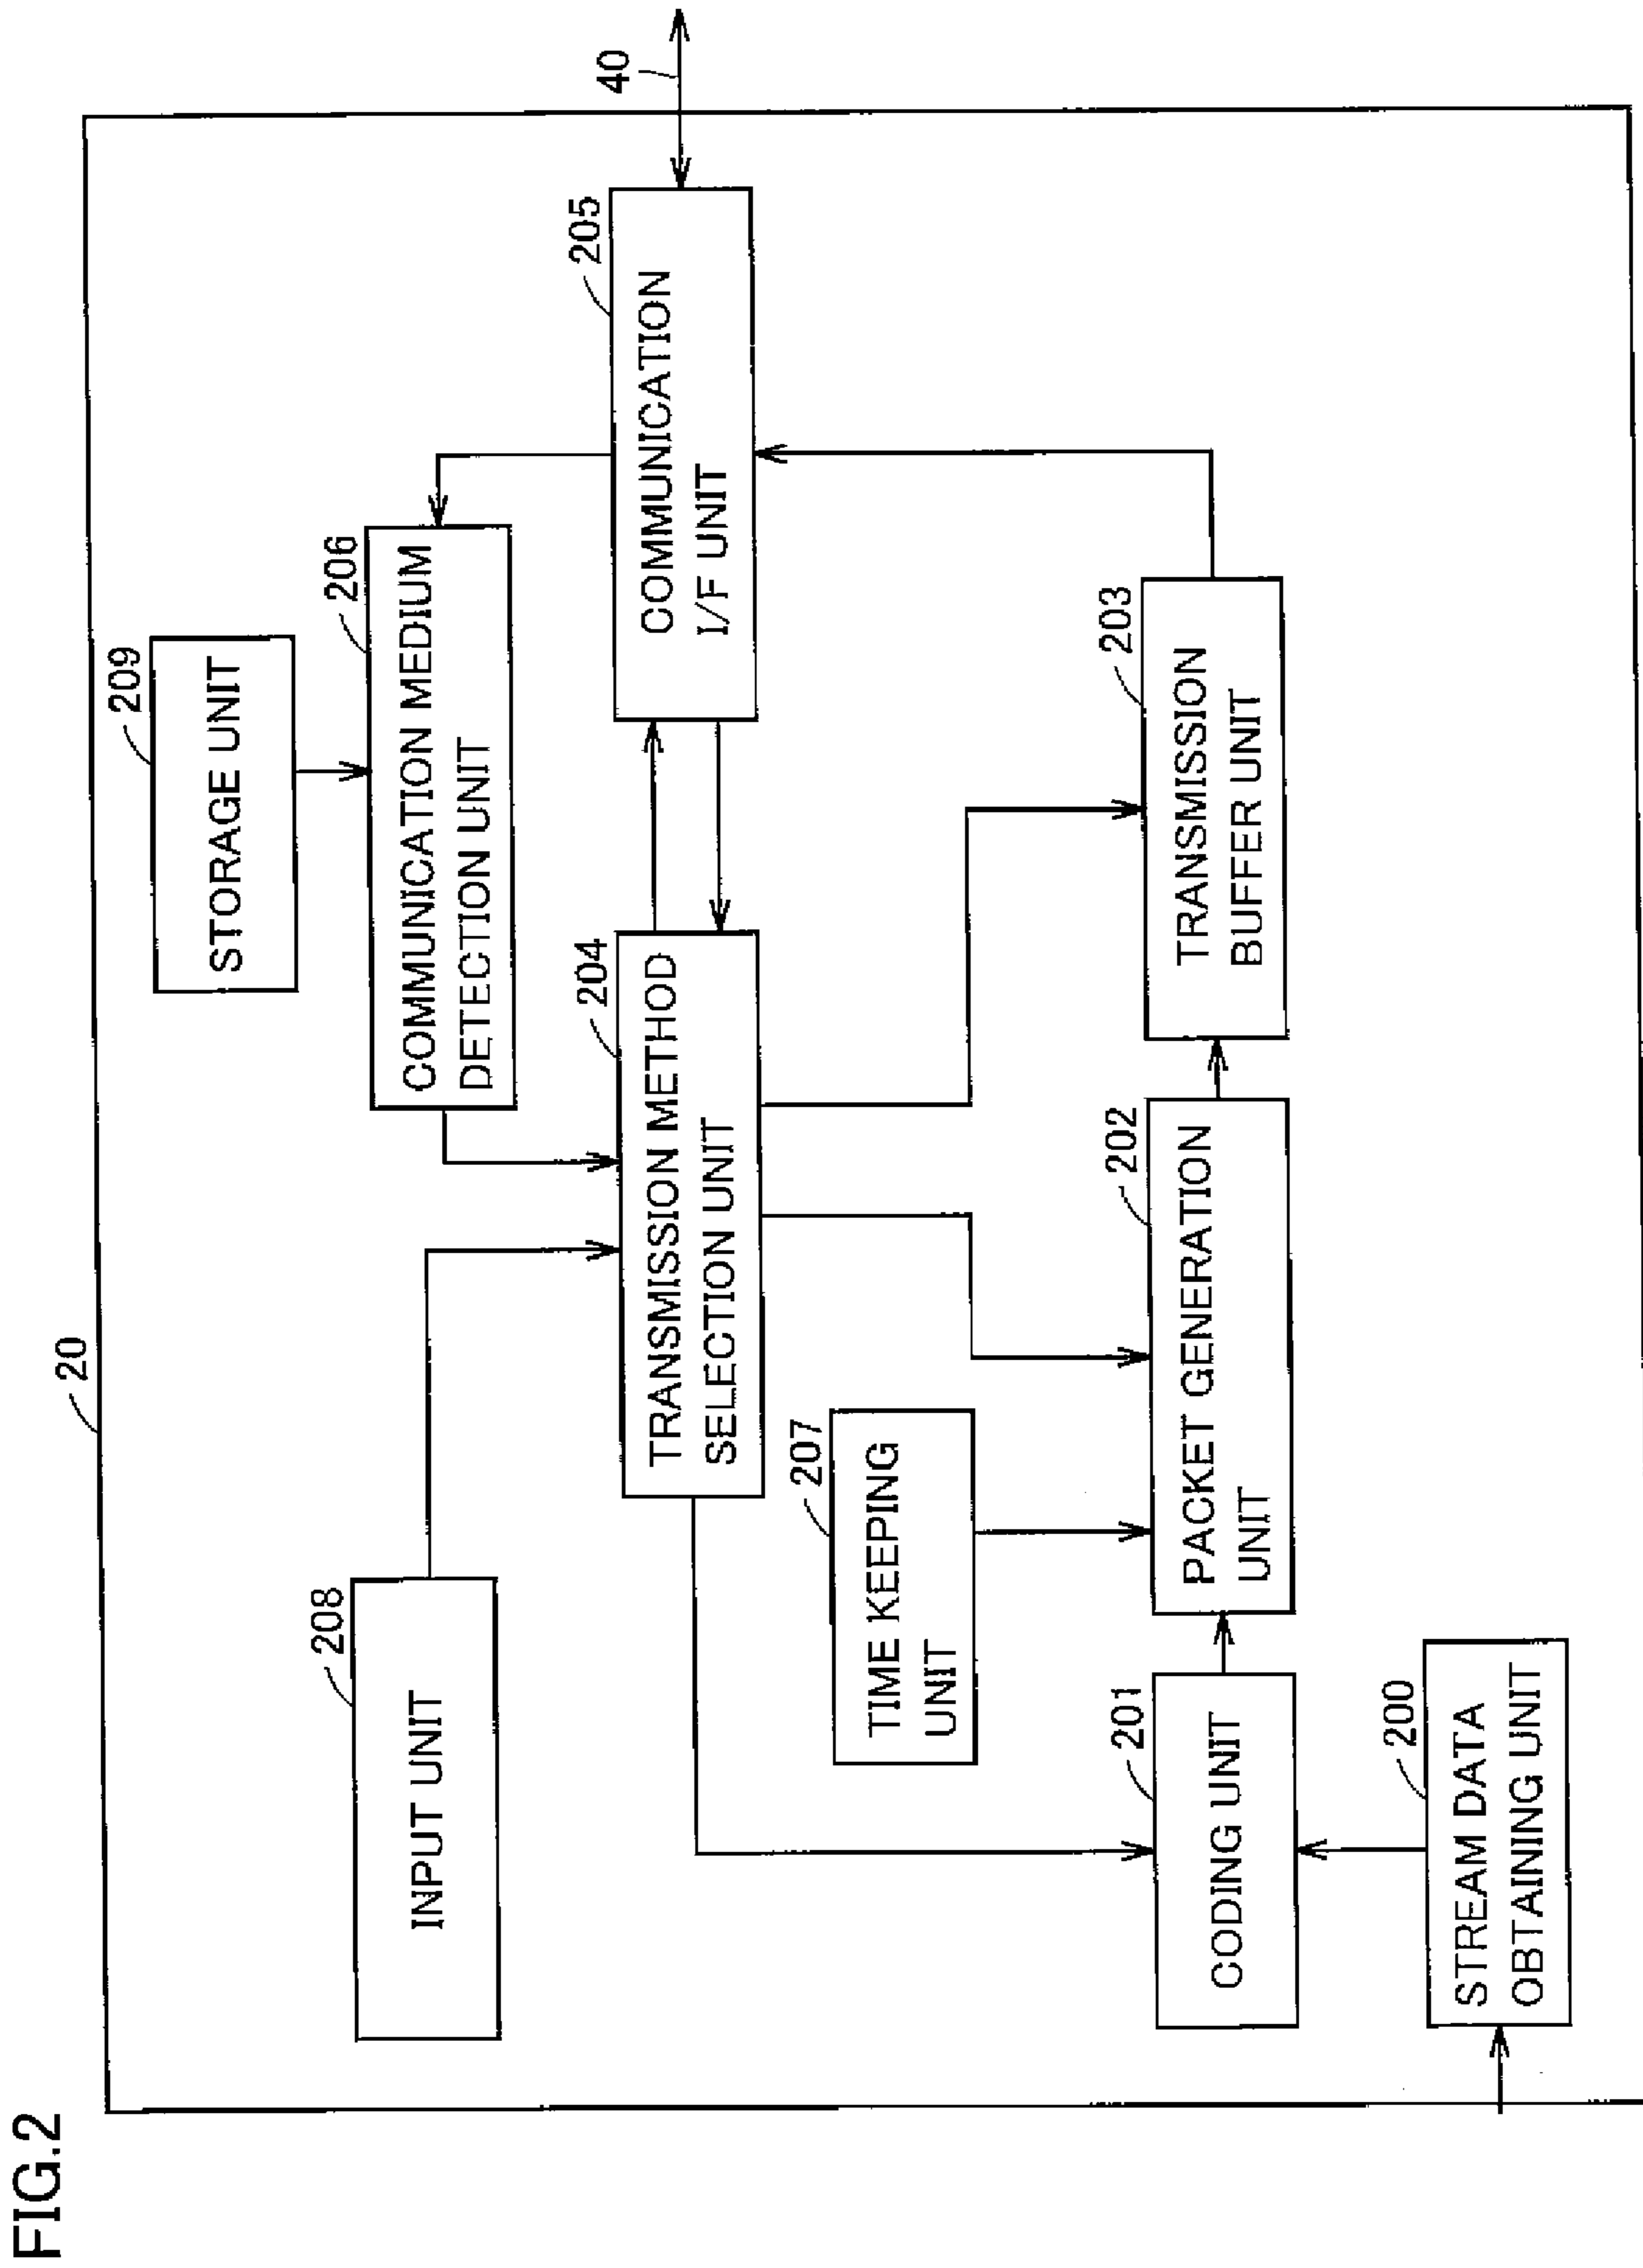 FIG.2
20
40
209
STORAGE UNIT
208
INPUT UNIT
206
COMMUNICATION MEDIUM
DETECTION UNIT
204
TRANSMISSION METHOD
SELECTION UNIT
205
COMMUNICATION
I/F UNIT
207
TIME KEEPING
UNIT
201
CODING UNIT
202
PACKET GENERATION
UNIT
203
TRANSMISSION
BUFFER UNIT
200
STREAM DATA
OBTAINING UNIT